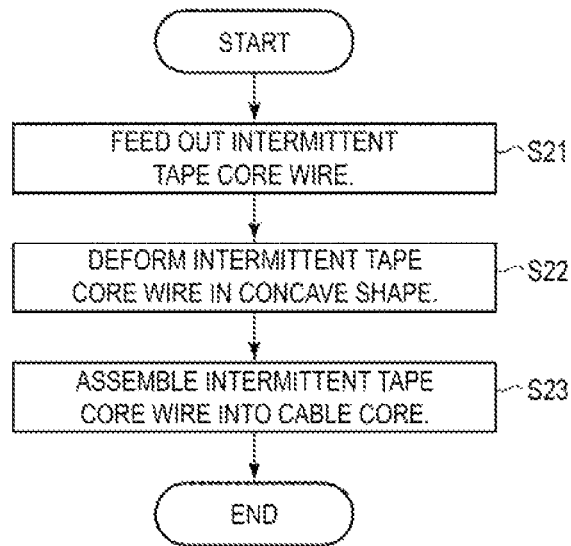 START
FEED OUT INTERMITTENT
TAPE CORE WIRE.
S21
DEFORM INTERMITTENT TAPE
CORE WIRE IN CONCAVE SHAPE.
S22
ASSEMBLE INTERMITTENT TAPE
CORE WIRE INTO CABLE CORE.
S23
END